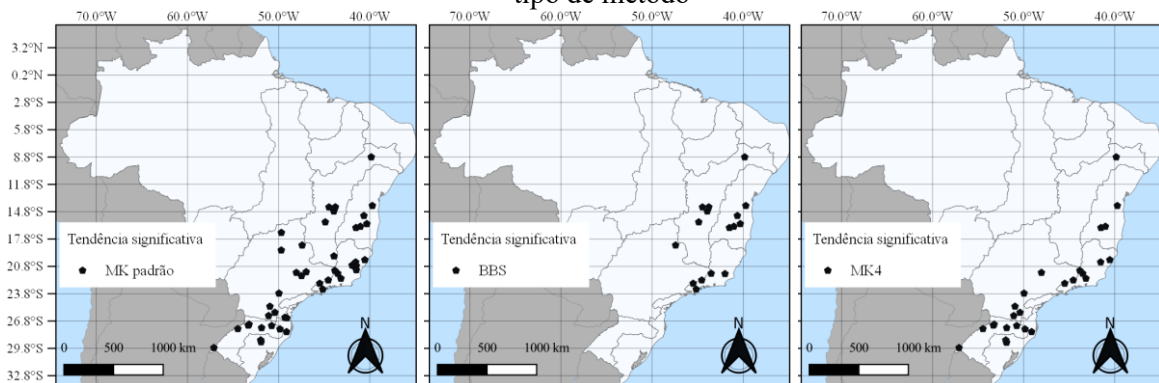 tipo de método
70.0°W 60.0°W 50.0°W 40.0°W 70.0°W 60.0°W 50.0°W 40.0°W 70.0°W 60.0°W 50.0°W 40.0°W
3.2°N
0.2°N
2.8°S
5.8°S
8.8°S
11.8°S
14.8°S
17.8°S
20.8°S
23.8°S
26.8°S
29.8°S
32.8°S
Tendência significativa
MK padrão
N
0 500 1000 km
Tendência significativa
BBS
N
0 500 1000 km
Tendência significativa
MK4
N
0 500 1000 km